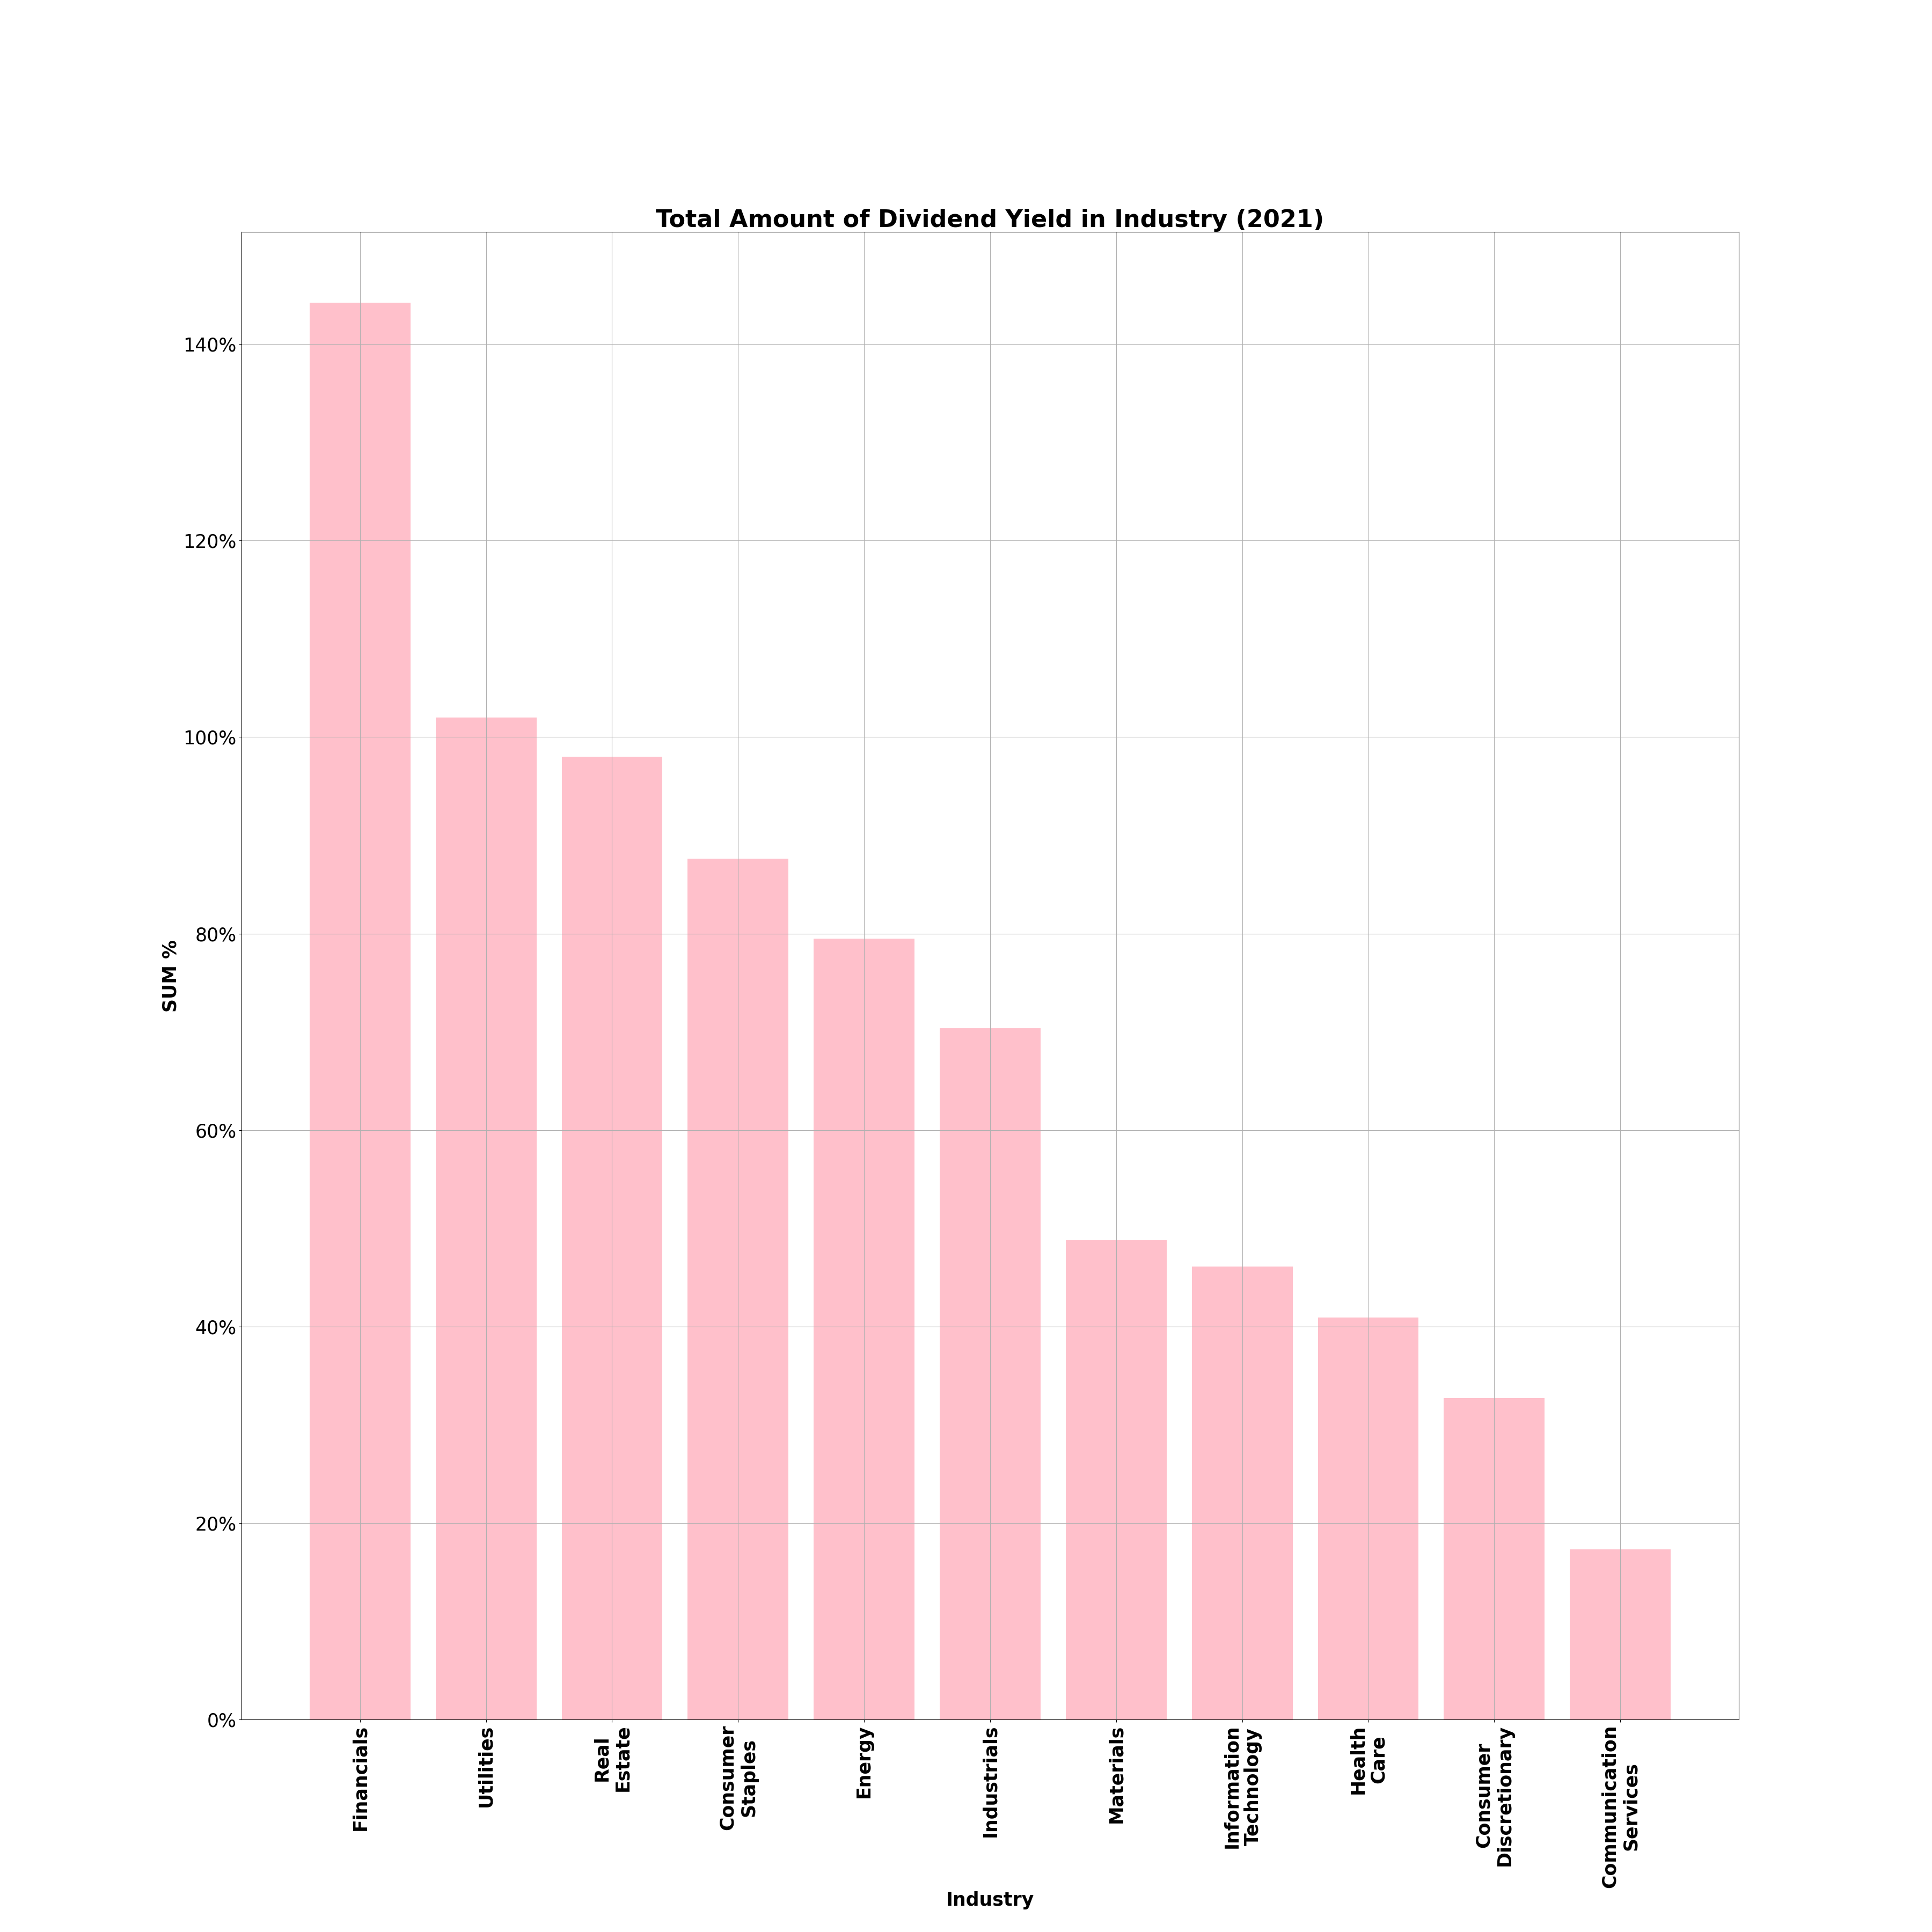 Total Amount of Dividend Yield in Industry (2021)
140%
120%
100%
80%
60%
40%
20%
0%
SUM %
Financials
Utilities
Real
Estate
Consumer
Staples
Energy
Industrials
Materials
Information
Technology
Health
Care
Consumer
Discretionary
Communication
Services
Industry